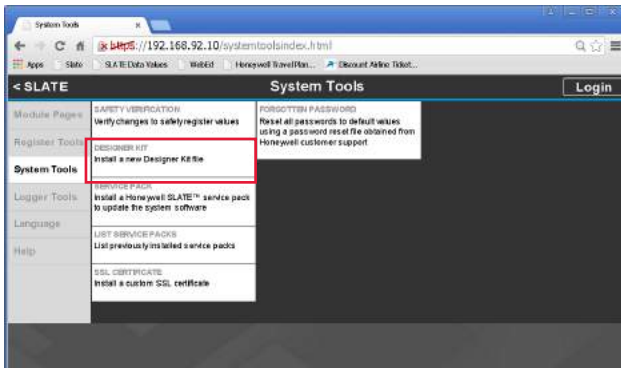 System Tools
https://192.168.92.10/systemtoolsindex.html
Apps Slate SLATE Data Values WebEd Honeywell Travel Plan... Discount Airline Ticket...
< SLATE System Tools Login
Module Pages
Register Tools
System Tools
Logger Tools
Language
Help
SAFETY VERIFICATION
Verify changes to safety register values
DESIGNER KIT
Install a new Designer Kit file
SERVICE PACK
Install a Honeywell SLATE™ service pack
to update the system software
LIST SERVICE PACKS
List previously installed service packs
SSL CERTIFICATE
Install a custom SSL certificate
FORGOTTEN PASSWORD
Reset all passwords to default values
using a password reset file obtained from
Honeywell customer support